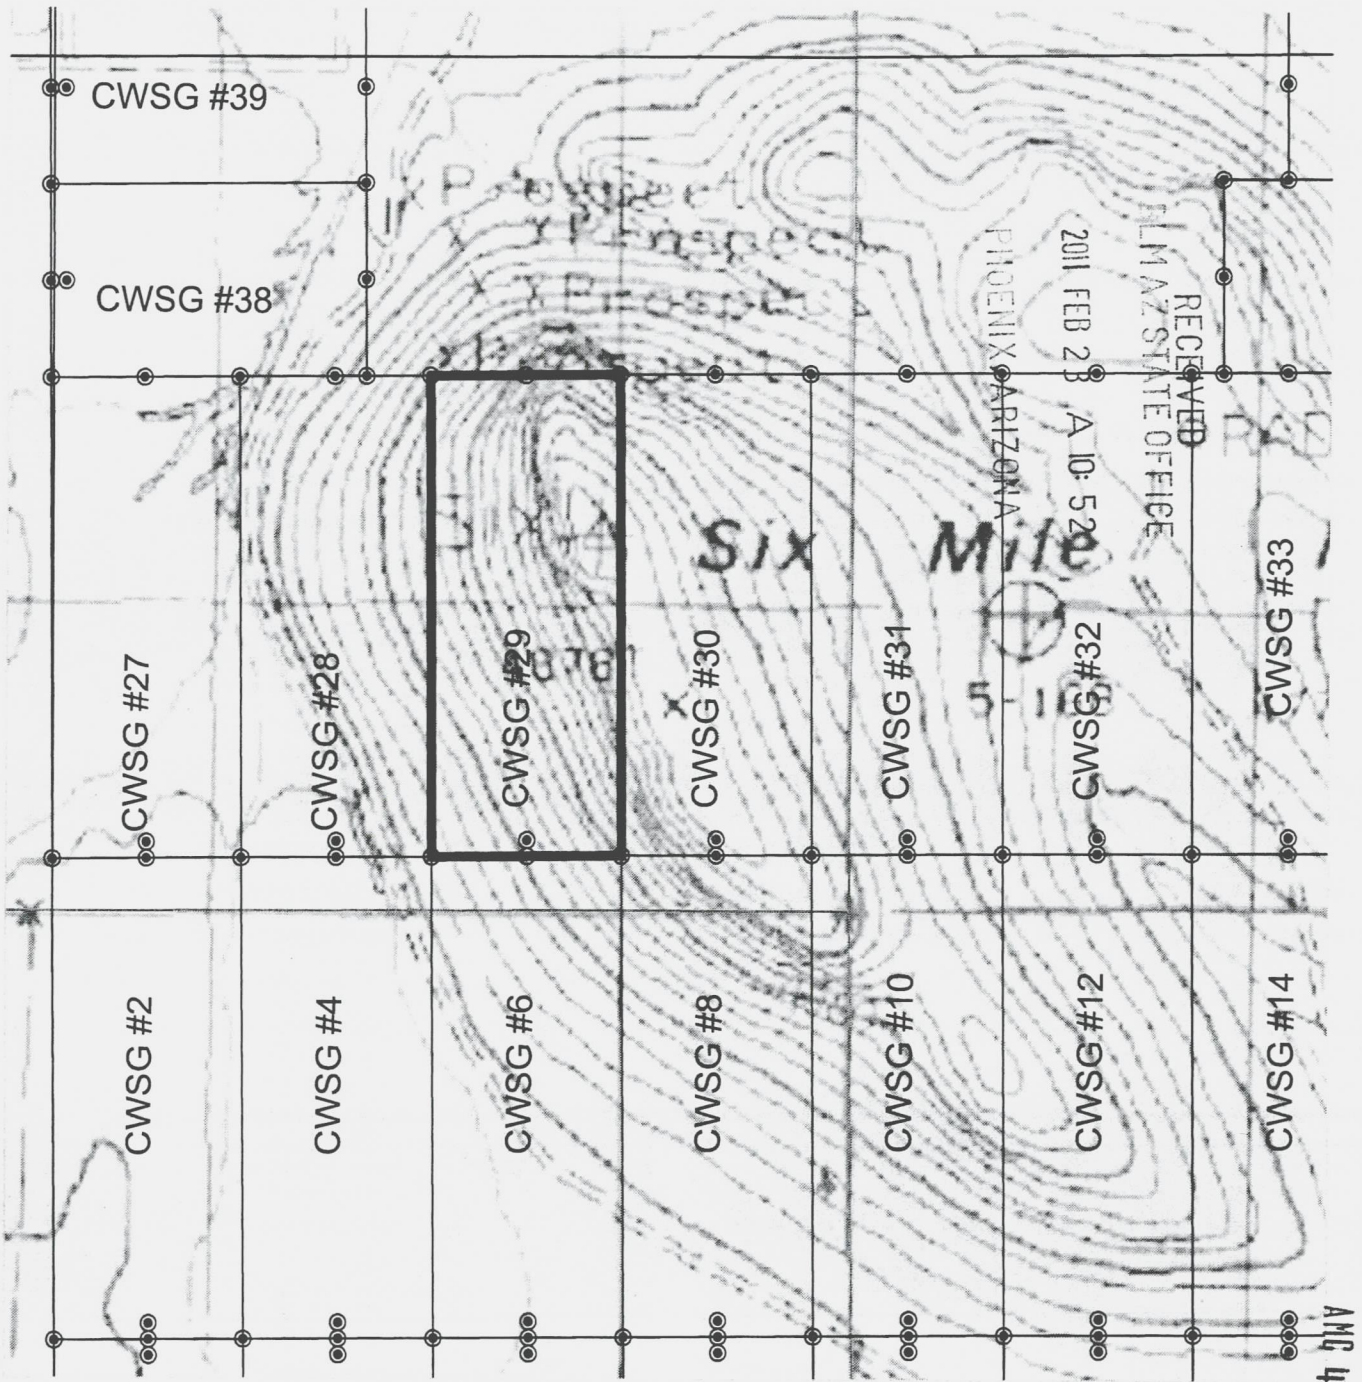 CWSG #39
CWSG #38
Prospect
Prospect
Prospect
RECEIVED
BLM AZ STATE OFFICE
2011 FEB 23 A 10: 52
PHOENIX, ARIZONA
Six Mile
CWSG #27
CWSG #28
CWSG #29
CWSG #30
CWSG #31
CWSG #32
CWSG #33
CWSG #2
CWSG #4
CWSG #6
CWSG #8
CWSG #10
CWSG #12
CWSG #14
AMC 4